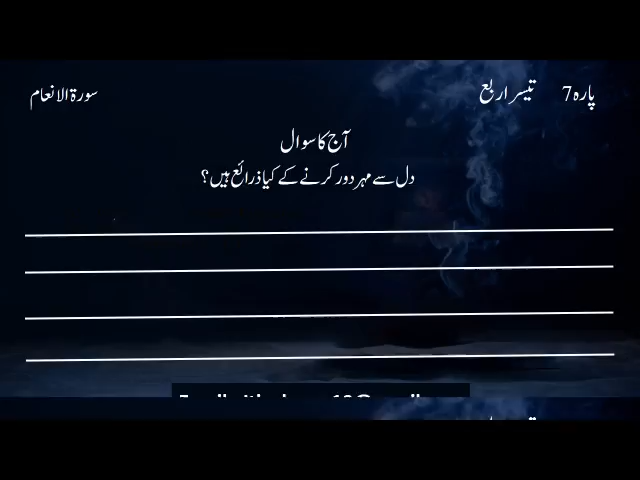 پارہ 7 تیسرا ربع سورۃ الانعام
آج کا سوال
دل سے مہر دور کرنے کے کیا ذرائع ہیں؟